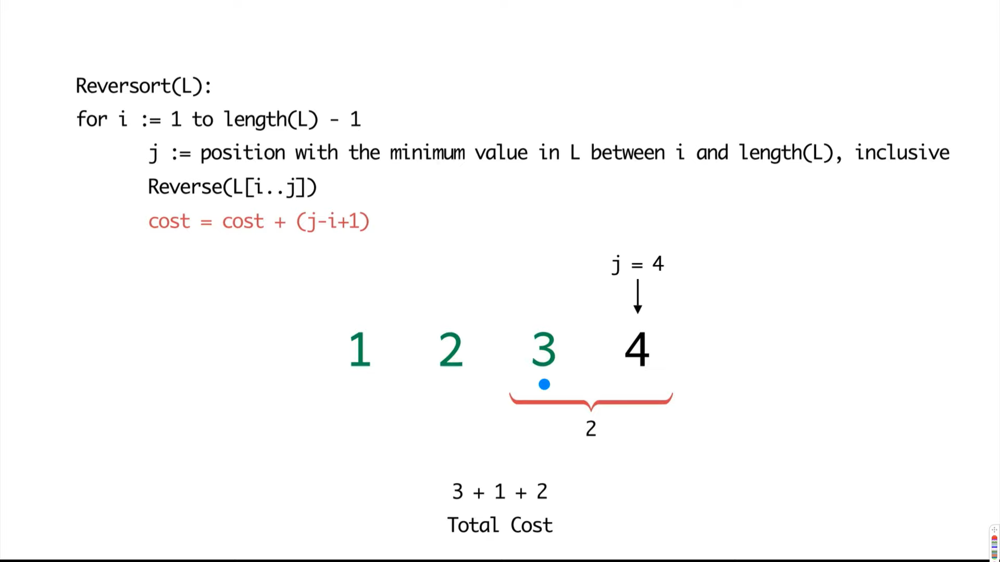 Reversort(L):
for i := 1 to length(L) - 1
j := position with the minimum value in L between i and length(L), inclusive
Reverse(L[i..j])
cost = cost + (j-i+1)
j = 4
1 2 3 4
2
3 + 1 + 2
Total Cost